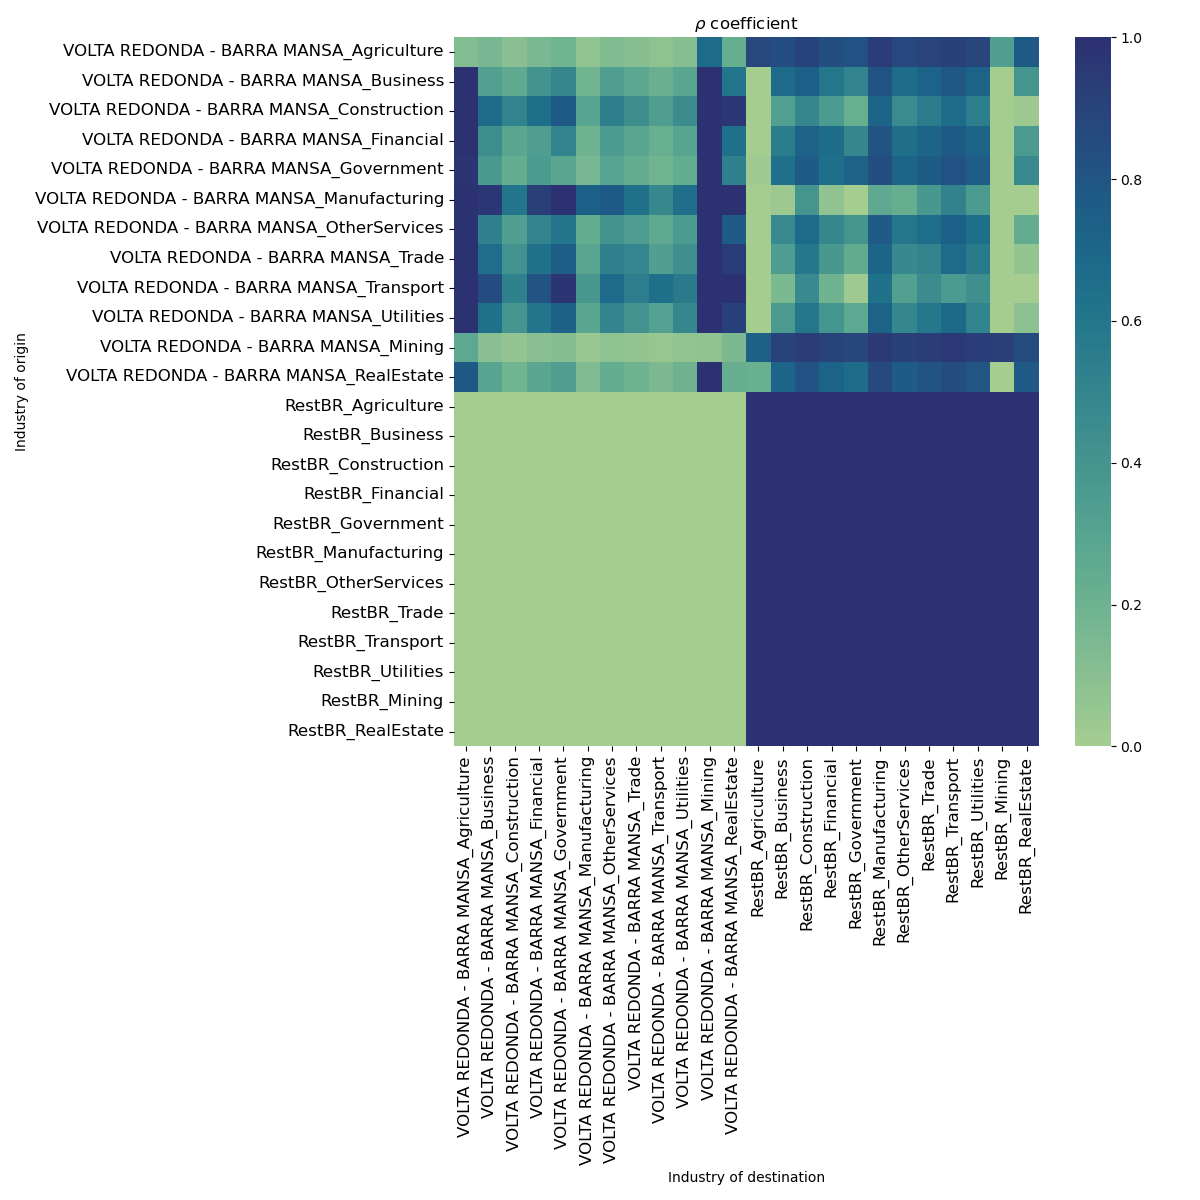 ρ coefficient
VOLTA REDONDA - BARRA MANSA_Agriculture
VOLTA REDONDA - BARRA MANSA_Business
VOLTA REDONDA - BARRA MANSA_Construction
VOLTA REDONDA - BARRA MANSA_Financial
VOLTA REDONDA - BARRA MANSA_Government
VOLTA REDONDA - BARRA MANSA_Manufacturing
VOLTA REDONDA - BARRA MANSA_OtherServices
VOLTA REDONDA - BARRA MANSA_Trade
VOLTA REDONDA - BARRA MANSA_Transport
VOLTA REDONDA - BARRA MANSA_Utilities
VOLTA REDONDA - BARRA MANSA_Mining
VOLTA REDONDA - BARRA MANSA_RealEstate
RestBR_Agriculture
RestBR_Business
RestBR_Construction
RestBR_Financial
RestBR_Government
RestBR_Manufacturing
RestBR_OtherServices
RestBR_Trade
RestBR_Transport
RestBR_Utilities
RestBR_Mining
RestBR_RealEstate
Industry of origin
VOLTA REDONDA - BARRA MANSA_Agriculture
VOLTA REDONDA - BARRA MANSA_Business
VOLTA REDONDA - BARRA MANSA_Construction
VOLTA REDONDA - BARRA MANSA_Financial
VOLTA REDONDA - BARRA MANSA_Government
VOLTA REDONDA - BARRA MANSA_Manufacturing
VOLTA REDONDA - BARRA MANSA_OtherServices
VOLTA REDONDA - BARRA MANSA_Trade
VOLTA REDONDA - BARRA MANSA_Transport
VOLTA REDONDA - BARRA MANSA_Utilities
VOLTA REDONDA - BARRA MANSA_Mining
VOLTA REDONDA - BARRA MANSA_RealEstate
RestBR_Agriculture
RestBR_Business
RestBR_Construction
RestBR_Financial
RestBR_Government
RestBR_Manufacturing
RestBR_OtherServices
RestBR_Trade
RestBR_Transport
RestBR_Utilities
RestBR_Mining
RestBR_RealEstate
Industry of destination
1.0
0.8
0.6
0.4
0.2
0.0